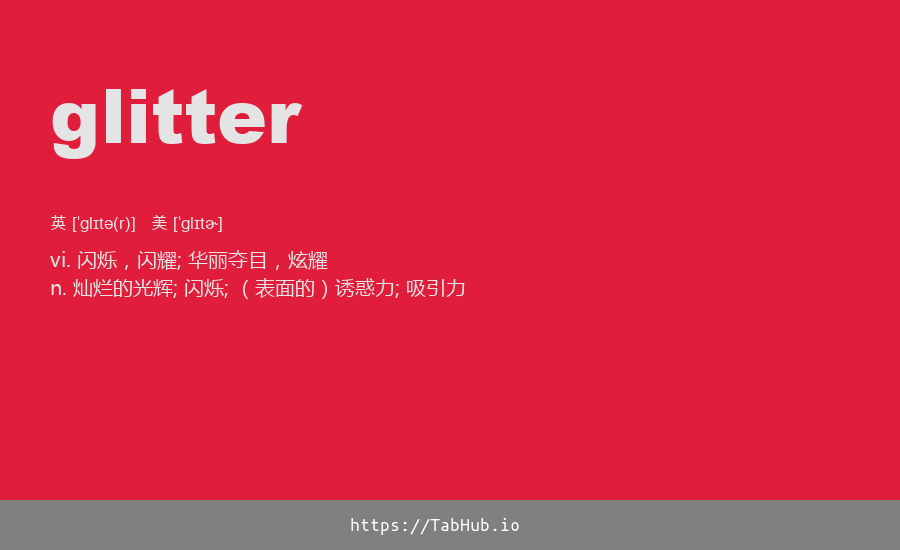 glitter
英 [ˈglɪtə(r)] 美 [ˈglɪtɚ]
vi. 闪烁，闪耀; 华丽夺目，炫耀
n. 灿烂的光辉; 闪烁; （表面的）诱惑力; 吸引力
https://TabHub.io